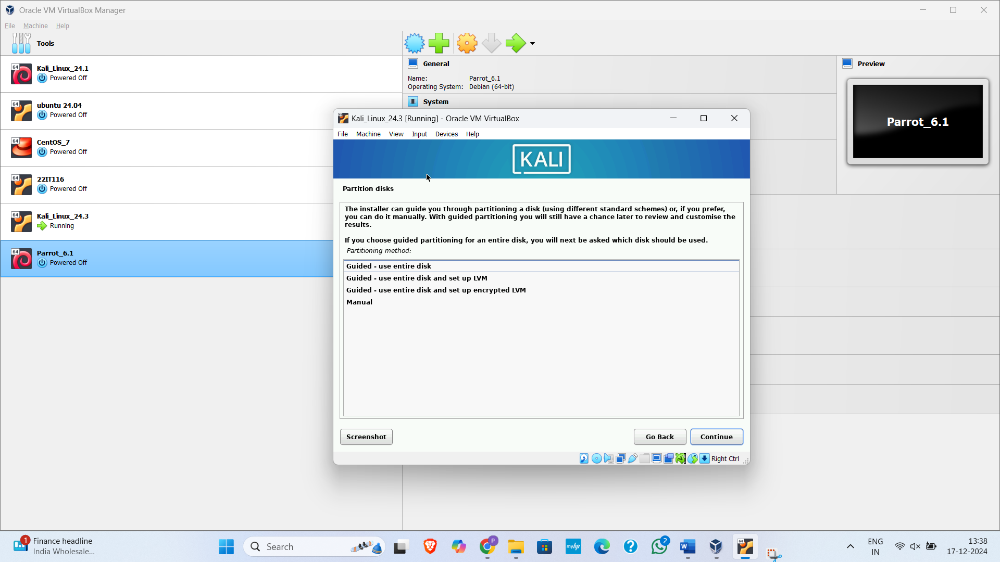 Oracle VM VirtualBox Manager
File Machine Help
Tools
64
Kali_Linux_24.1
Powered Off
64
ubuntu 24.04
Powered Off
64
CentOS_7
Powered Off
64
22IT116
Powered Off
64
Kali_Linux_24.3
Running
64
Parrot_6.1
Powered Off
General
Name: Parrot_6.1
Operating System: Debian (64-bit)
System
Preview
Parrot_6.1
64
Kali_Linux_24.3 [Running] - Oracle VM VirtualBox
File Machine View Input Devices Help
KALI
Partition disks
The installer can guide you through partitioning a disk (using different standard schemes) or, if you prefer,
you can do it manually. With guided partitioning you will still have a chance later to review and customise the
results.
If you choose guided partitioning for an entire disk, you will next be asked which disk should be used.
Partitioning method:
Guided - use entire disk
Guided - use entire disk and set up LVM
Guided - use entire disk and set up encrypted LVM
Manual
Screenshot Go Back Continue
Right Ctrl
1
Finance headline
India Wholesale...
Search
P
myhp
2
W
64
ENG
IN
13:38
17-12-2024